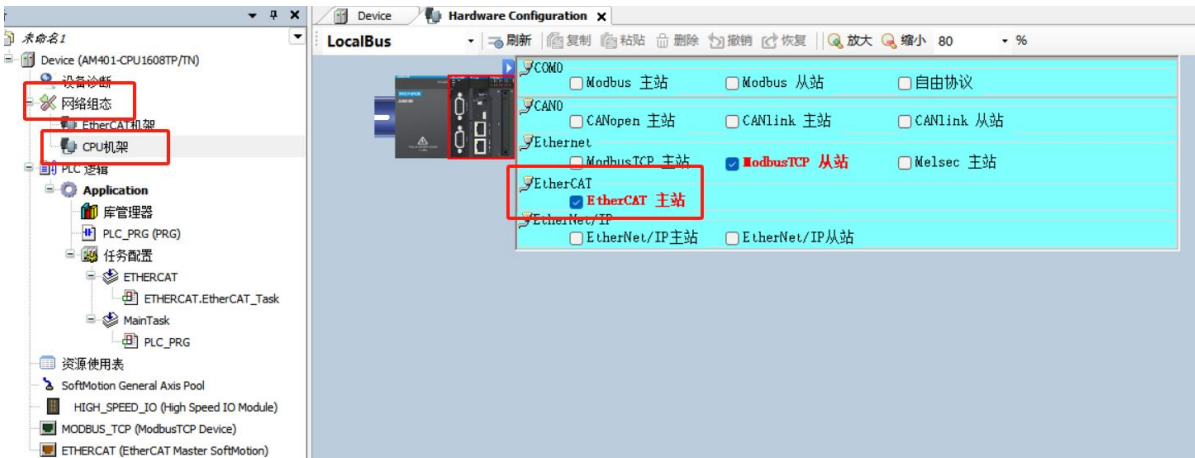 Device
Hardware Configuration
未命名1
LocalBus
刷新
复制
粘贴
删除
撤销
恢复
放大
缩小
80
%
Device (AM401-CPU1608TP/TN)
设备诊断
网络组态
EtherCAT机架
CPU机架
PLC 逻辑
Application
库管理器
PLC_PRG (PRG)
任务配置
ETHERCAT
ETHERCAT.EtherCAT_Task
MainTask
PLC_PRG
资源使用表
SoftMotion General Axis Pool
HIGH_SPEED_IO (High Speed IO Module)
MODBUS_TCP (ModbusTCP Device)
ETHERCAT (EtherCAT Master SoftMotion)
COM0
Modbus 主站
Modbus 从站
自由协议
CAN0
CANopen 主站
CANlink 主站
CANlink 从站
Ethernet
ModbusTCP 主站
ModbusTCP 从站
Melsec 主站
EtherCAT
EtherCAT 主站
EtherNet/IP
EtherNet/IP主站
EtherNet/IP从站